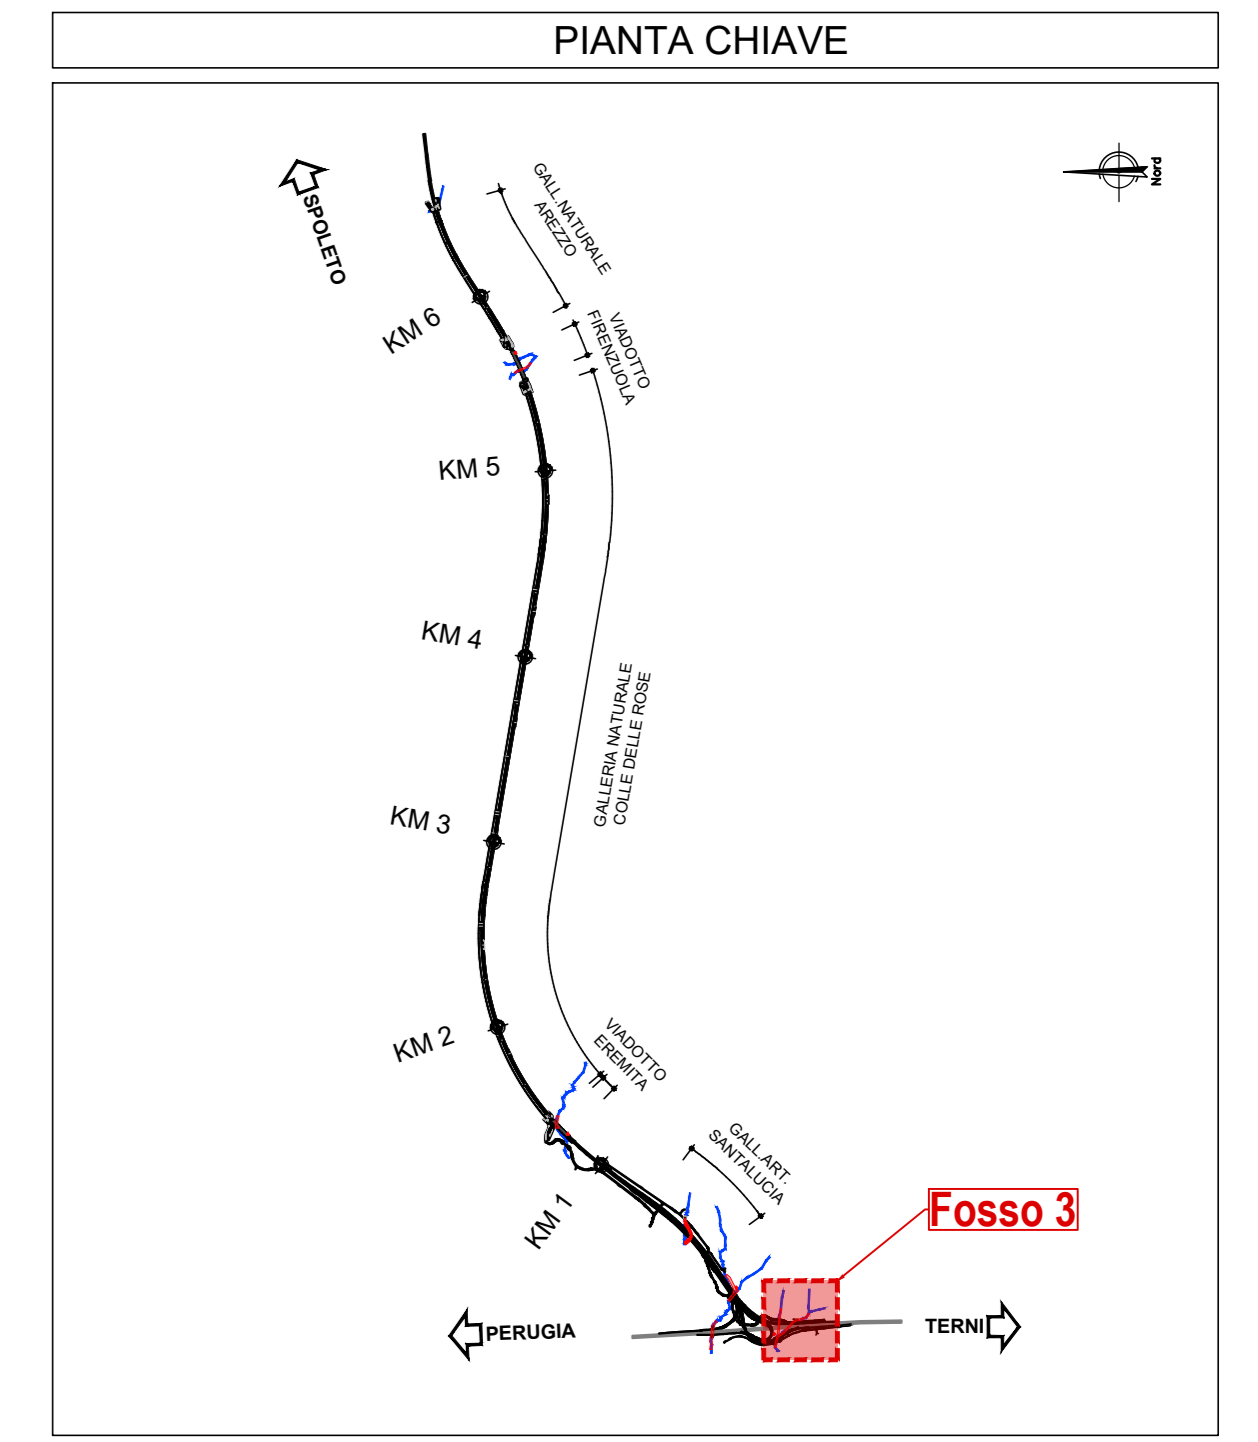 PIANTA CHIAVE
Nord
SPOLETO
GALL.NATURALE
AREZZO
KM 6
VIADOTTO
FIRENZUOLA
KM 5
KM 4
GALLERIA NATURALE
COLLE DELLE ROSE
KM 3
KM 2
VIADOTTO
EREMITA
GALL.ART.
SANTALUCIA
KM 1
Fosso 3
PERUGIA
TERNI